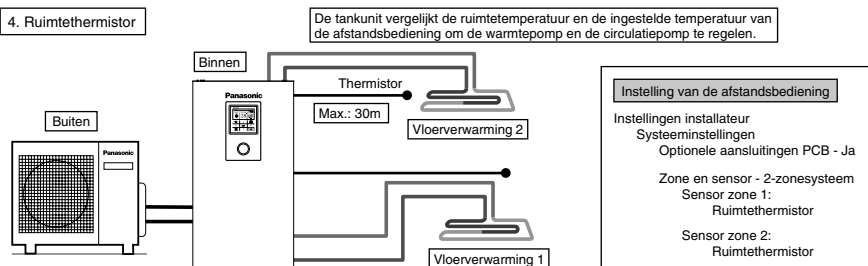 4. Ruimtethermistor
De tankunit vergelijkt de ruimtetemperatuur en de ingestelde temperatuur van
de afstandsbediening om de warmtepomp en de circulatiepomp te regelen.
Binnen
Panasonic
Thermistor
Max.: 30m
Vloerverwarming 2
Buiten
Panasonic
Vloerverwarming 1
Instelling van de afstandsbediening
Instellingen installateur
Systeeminstellingen
Optionele aansluitingen PCB - Ja
Zone en sensor - 2-zonesysteem
Sensor zone 1:
Ruimtethermistor
Sensor zone 2:
Ruimtethermistor